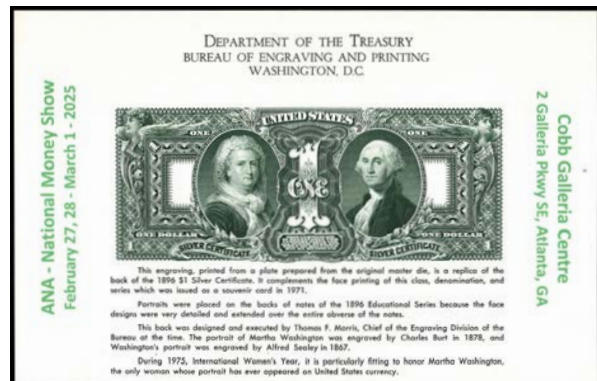 DEPARTMENT OF THE TREASURY
BUREAU OF ENGRAVING AND PRINTING
WASHINGTON, D.C.
ANA - National Money Show
February 27, 28 - March 1 - 2025
Cobb Galleria Centre
2 Galleria Pkwy SE, Atlanta, GA
UNITED STATES
ONE
ONE
1
ONE
ONE DOLLAR
ONE DOLLAR
SILVER CERTIFICATE
SILVER CERTIFICATE
This engraving, printed from a plate prepared from the original master die, is a replica of the
back of the 1896 $1 Silver Certificate. It complements the face printing of this class, denomination, and
series which was issued as a souvenir card in 1971.
Portraits were placed on the backs of notes of the 1896 Educational Series because the face
designs were very detailed and extended over the entire obverse of the notes.
This back was designed and executed by Thomas F. Morris, Chief of the Engraving Division of the
Bureau at the time. The portrait of Martha Washington was engraved by Charles Burt in 1878, and
Washington's portrait was engraved by Alfred Sealey in 1867.
During 1975, International Women's Year, it is particularly fitting to honor Martha Washington,
the only woman whose portrait has ever appeared on United States currency.